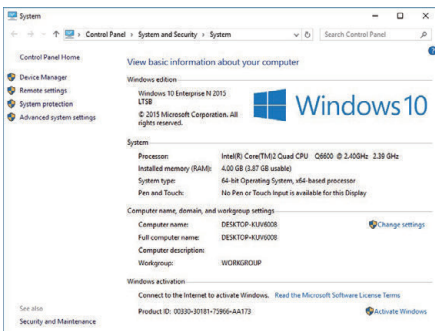 System
Control Panel > System and Security > System
Search Control Panel
Control Panel Home
Device Manager
Remote settings
System protection
Advanced system settings
See also
Security and Maintenance
View basic information about your computer
Windows edition
Windows 10 Enterprise N 2015
LTSB
© 2015 Microsoft Corporation. All
rights reserved.
Windows 10
System
Processor: Intel(R) Core(TM)2 Quad CPU Q6600 @ 2.40GHz 2.39 GHz
Installed memory (RAM): 4.00 GB (3.87 GB usable)
System type: 64-bit Operating System, x64-based processor
Pen and Touch: No Pen or Touch Input is available for this Display
Computer name, domain, and workgroup settings
Computer name: DESKTOP-KUV6008
Change settings
Full computer name: DESKTOP-KUV6008
Computer description:
Workgroup: WORKGROUP
Windows activation
Connect to the Internet to activate Windows. Read the Microsoft Software License Terms
Product ID: 00330-30181-75966-AA173
Activate Windows